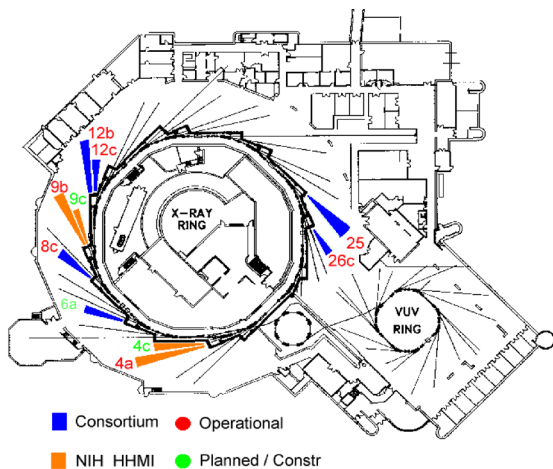 12b
12c
9b
9c
8c
6a
4c
4a
X-RAY
RING
25
26c
VUV
RING
Consortium
Operational
NIH HHMI
Planned / Constr